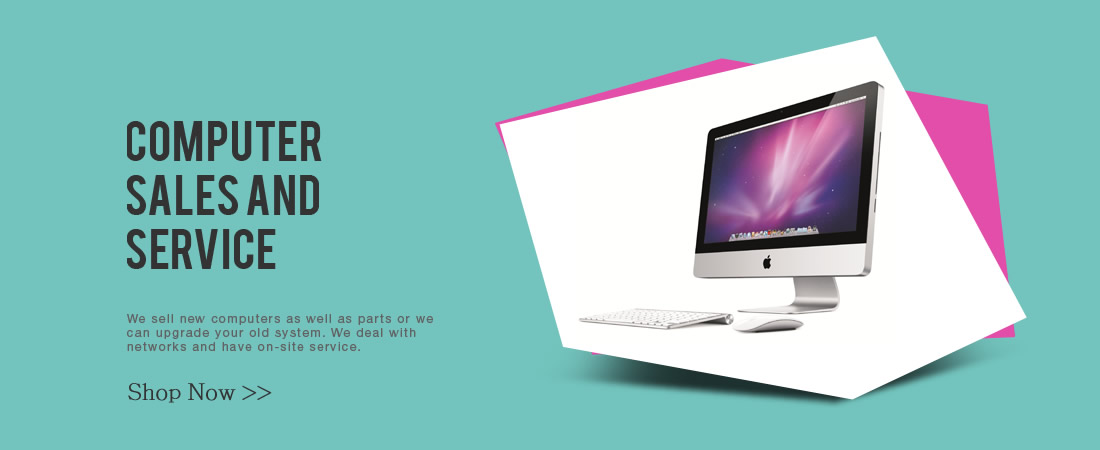 COMPUTER
SALES AND
SERVICE
We sell new computers as well as parts or we
can upgrade your old system. We deal with
networks and have on-site service.
Shop Now >>